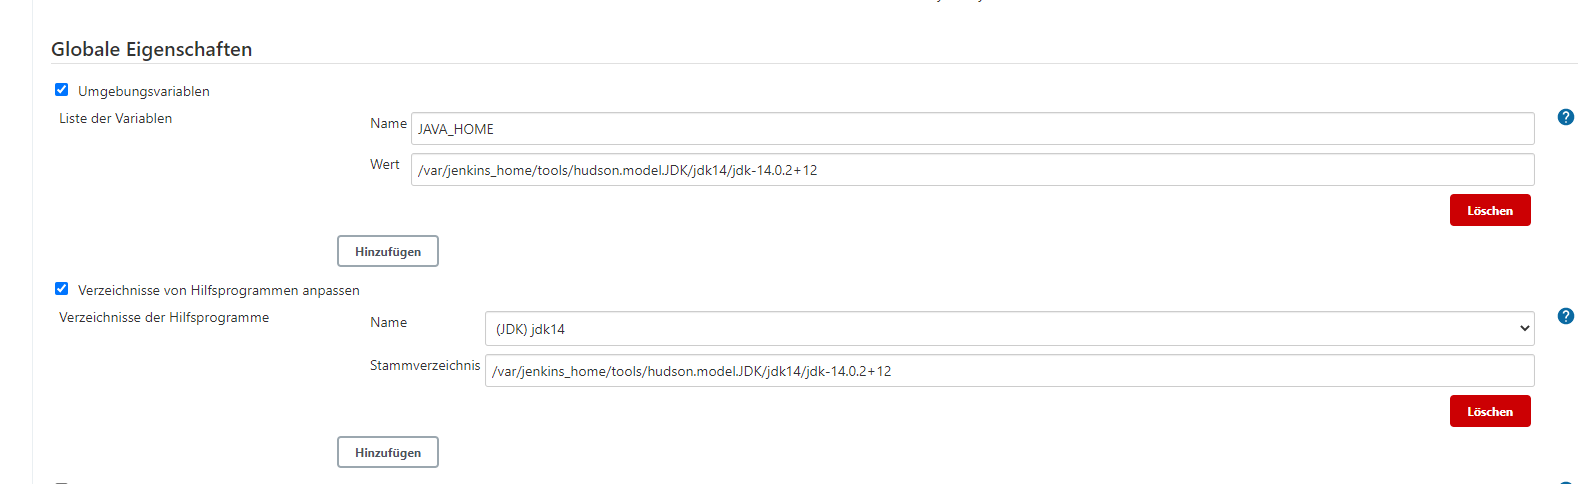 Globale Eigenschaften
Umgebungsvariablen
Liste der Variablen
Name JAVA_HOME
Wert /var/jenkins_home/tools/hudson.model.JDK/jdk14/jdk-14.0.2+12
Löschen
Hinzufügen
Verzeichnisse von Hilfsprogrammen anpassen
Verzeichnisse der Hilfsprogramme
Name (JDK) jdk14
Stammverzeichnis /var/jenkins_home/tools/hudson.model.JDK/jdk14/jdk-14.0.2+12
Löschen
Hinzufügen